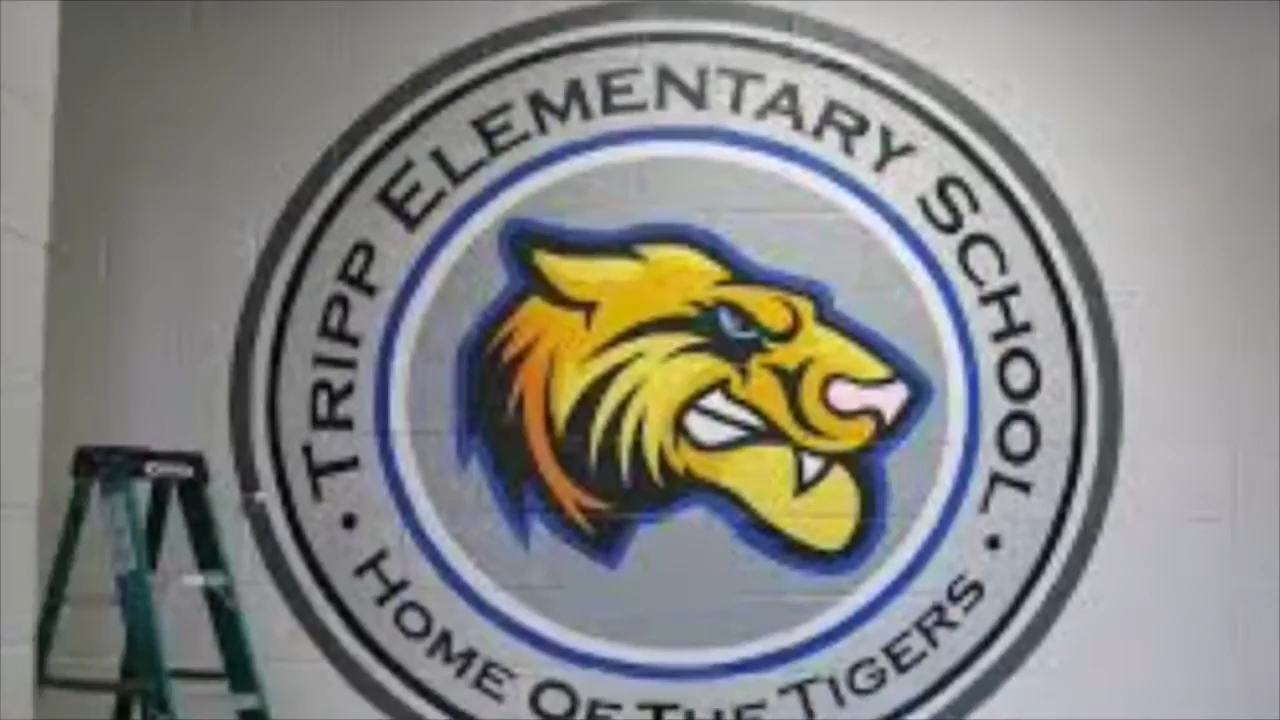 TRIPP ELEMENTARY SCHOOL
• HOME OF THE TIGERS •